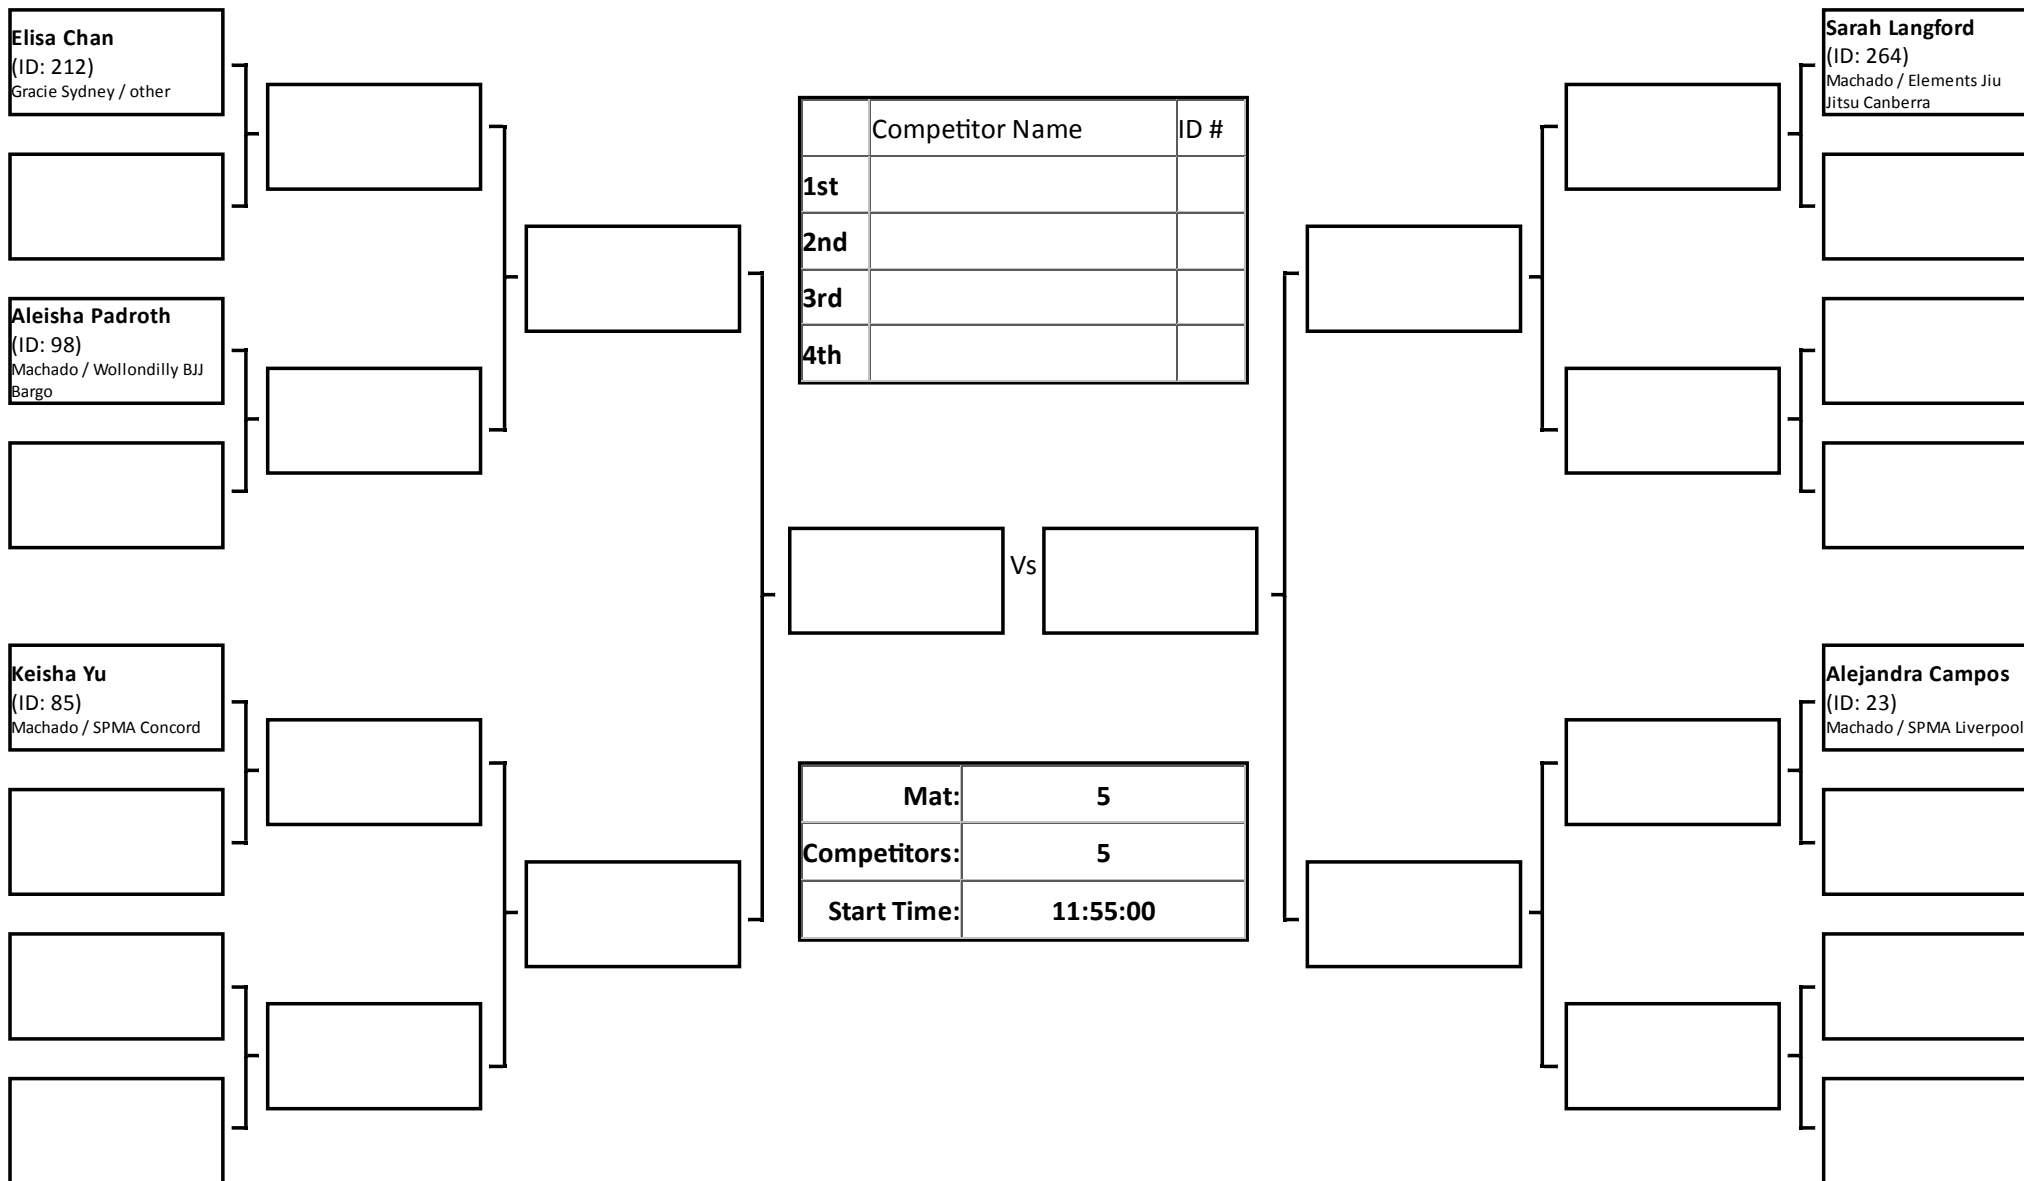 Elisa Chan
(ID: 212)
Gracie Sydney / other
Aleisha Padroth
(ID: 98)
Machado / Wollondilly BJJ
Bargo
Keisha Yu
(ID: 85)
Machado / SPMA Concord
Competitor Name ID #
1st
2nd
3rd
4th
Vs
Mat: 5
Competitors: 5
Start Time: 11:55:00
Sarah Langford
(ID: 264)
Machado / Elements Jiu
Jitsu Canberra
Alejandra Campos
(ID: 23)
Machado / SPMA Liverpool